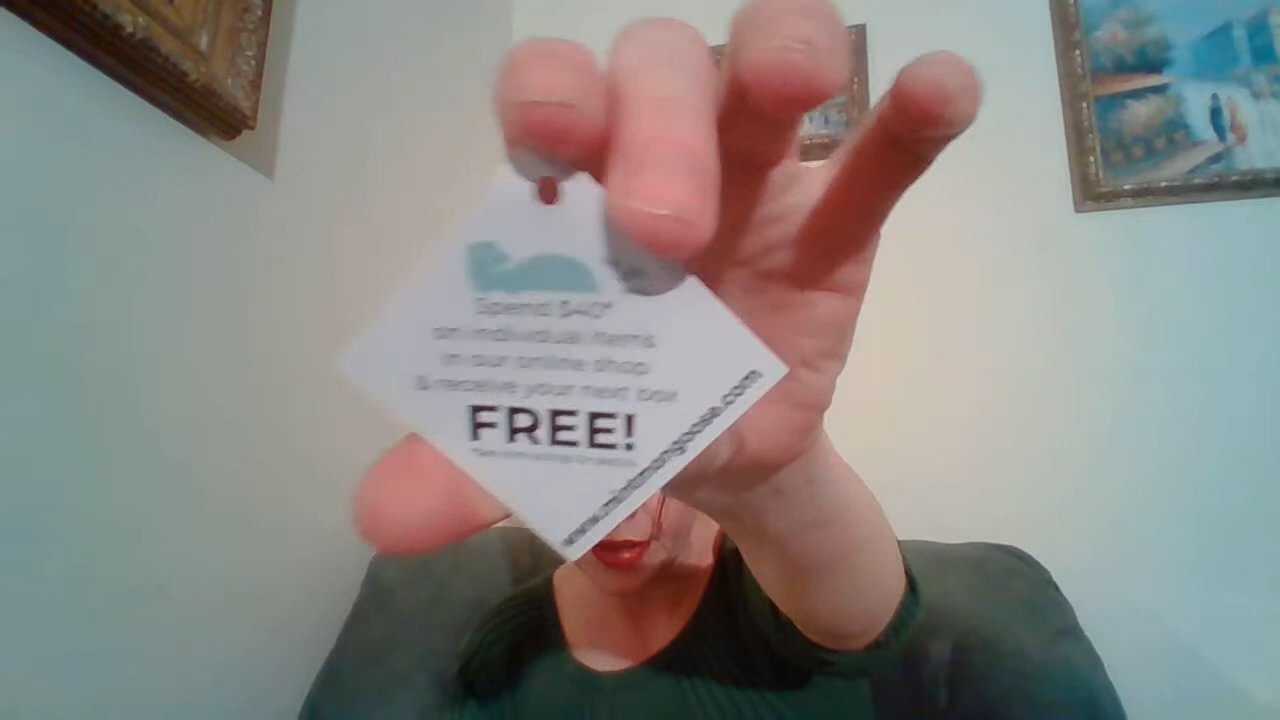 Spend $40*
on individual items
in our online shop
& receive your next box
FREE!